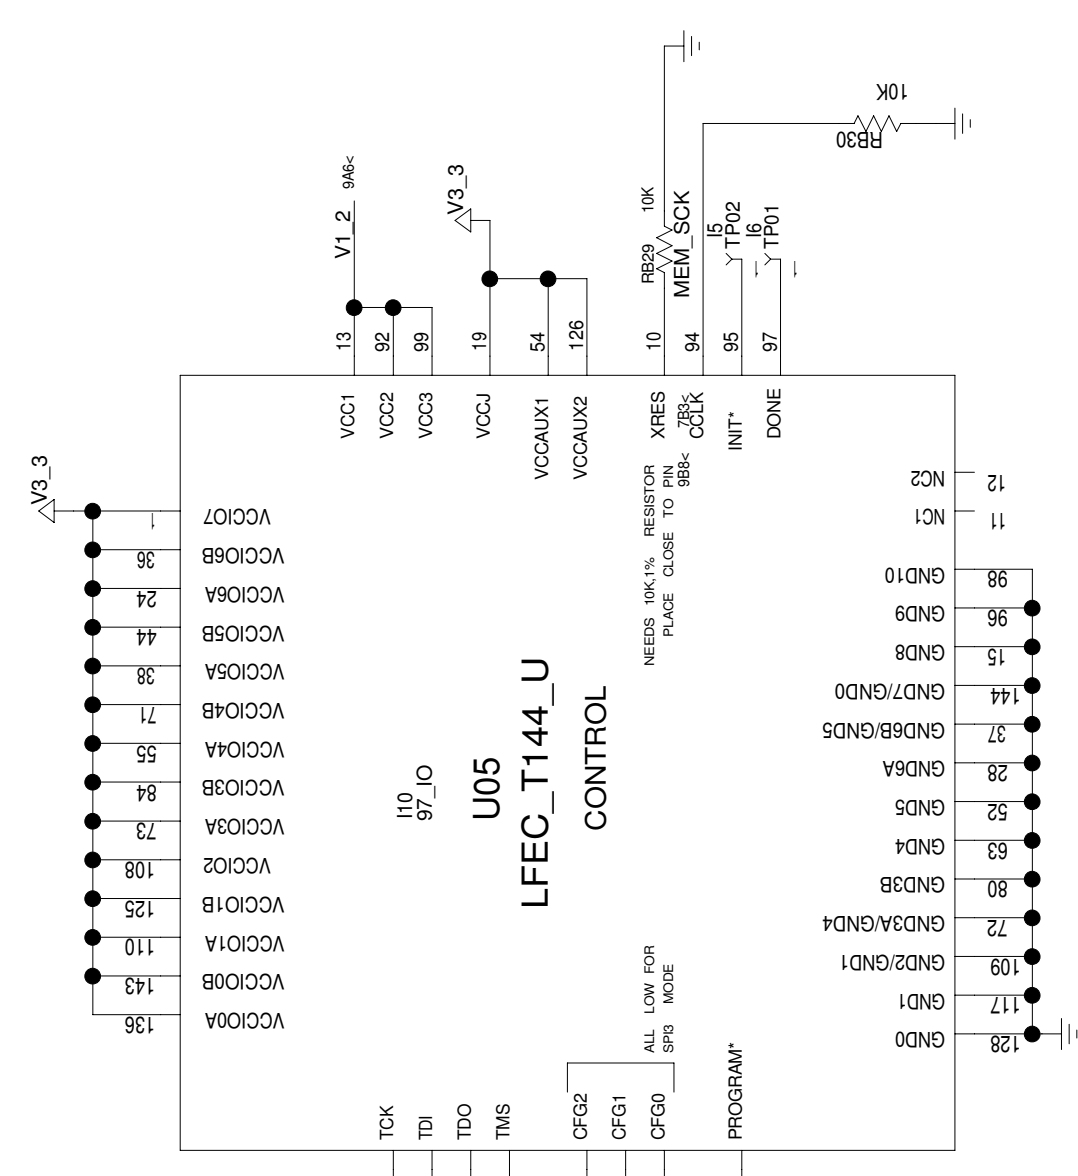 10K
RB30
V1_2
9A6<
V3_3
10K
RB29
MEM_SCK
I5
TP02
1
I6
TP01
1
13
92
99
19
54
126
10
94
95
97
VCC1
VCC2
VCC3
VCCJ
VCCAUX1
VCCAUX2
XRES
7B3<
CCLK
9B8<
INIT*
DONE
NEEDS 10K,1% RESISTOR
PLACE CLOSE TO PIN
V3_3
1 VCCIO7
36 VCCIO6B
24 VCCIO6A
44 VCCIO5B
38 VCCIO5A
71 VCCIO4B
55 VCCIO4A
84 VCCIO3B
73 VCCIO3A
108 VCCIO2
125 VCCIO1B
110 VCCIO1A
143 VCCIO0B
136 VCCIO0A
NC2 12
NC1 11
GND10 98
GND9 96
GND8 15
GND7/GND0 144
GND6B/GND5 37
GND6A 28
GND5 52
GND4 63
GND3B 80
GND3A/GND4 72
GND2/GND1 109
GND1 117
GND0 128
I10
97_IO
U05
LFEC_T144_U
CONTROL
ALL LOW FOR
SPI3 MODE
TCK
TDI
TDO
TMS
CFG2
CFG1
CFG0
PROGRAM*